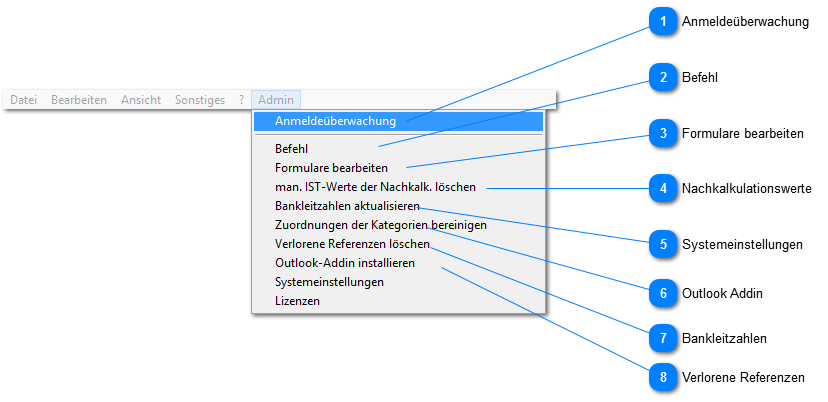 1 Anmeldeüberwachung
2 Befehl
Datei Bearbeiten Ansicht Sonstiges ? Admin
Anmeldeüberwachung
3 Formulare bearbeiten
Befehl
Formulare bearbeiten
man. IST-Werte der Nachkalk. löschen
4 Nachkalkulationswerte
Bankleitzahlen aktualisieren
Zuordnungen der Kategorien bereinigen
5 Systemeinstellungen
Verlorene Referenzen löschen
Outlook-Addin installieren
Systemeinstellungen
6 Outlook Addin
Lizenzen
7 Bankleitzahlen
8 Verlorene Referenzen